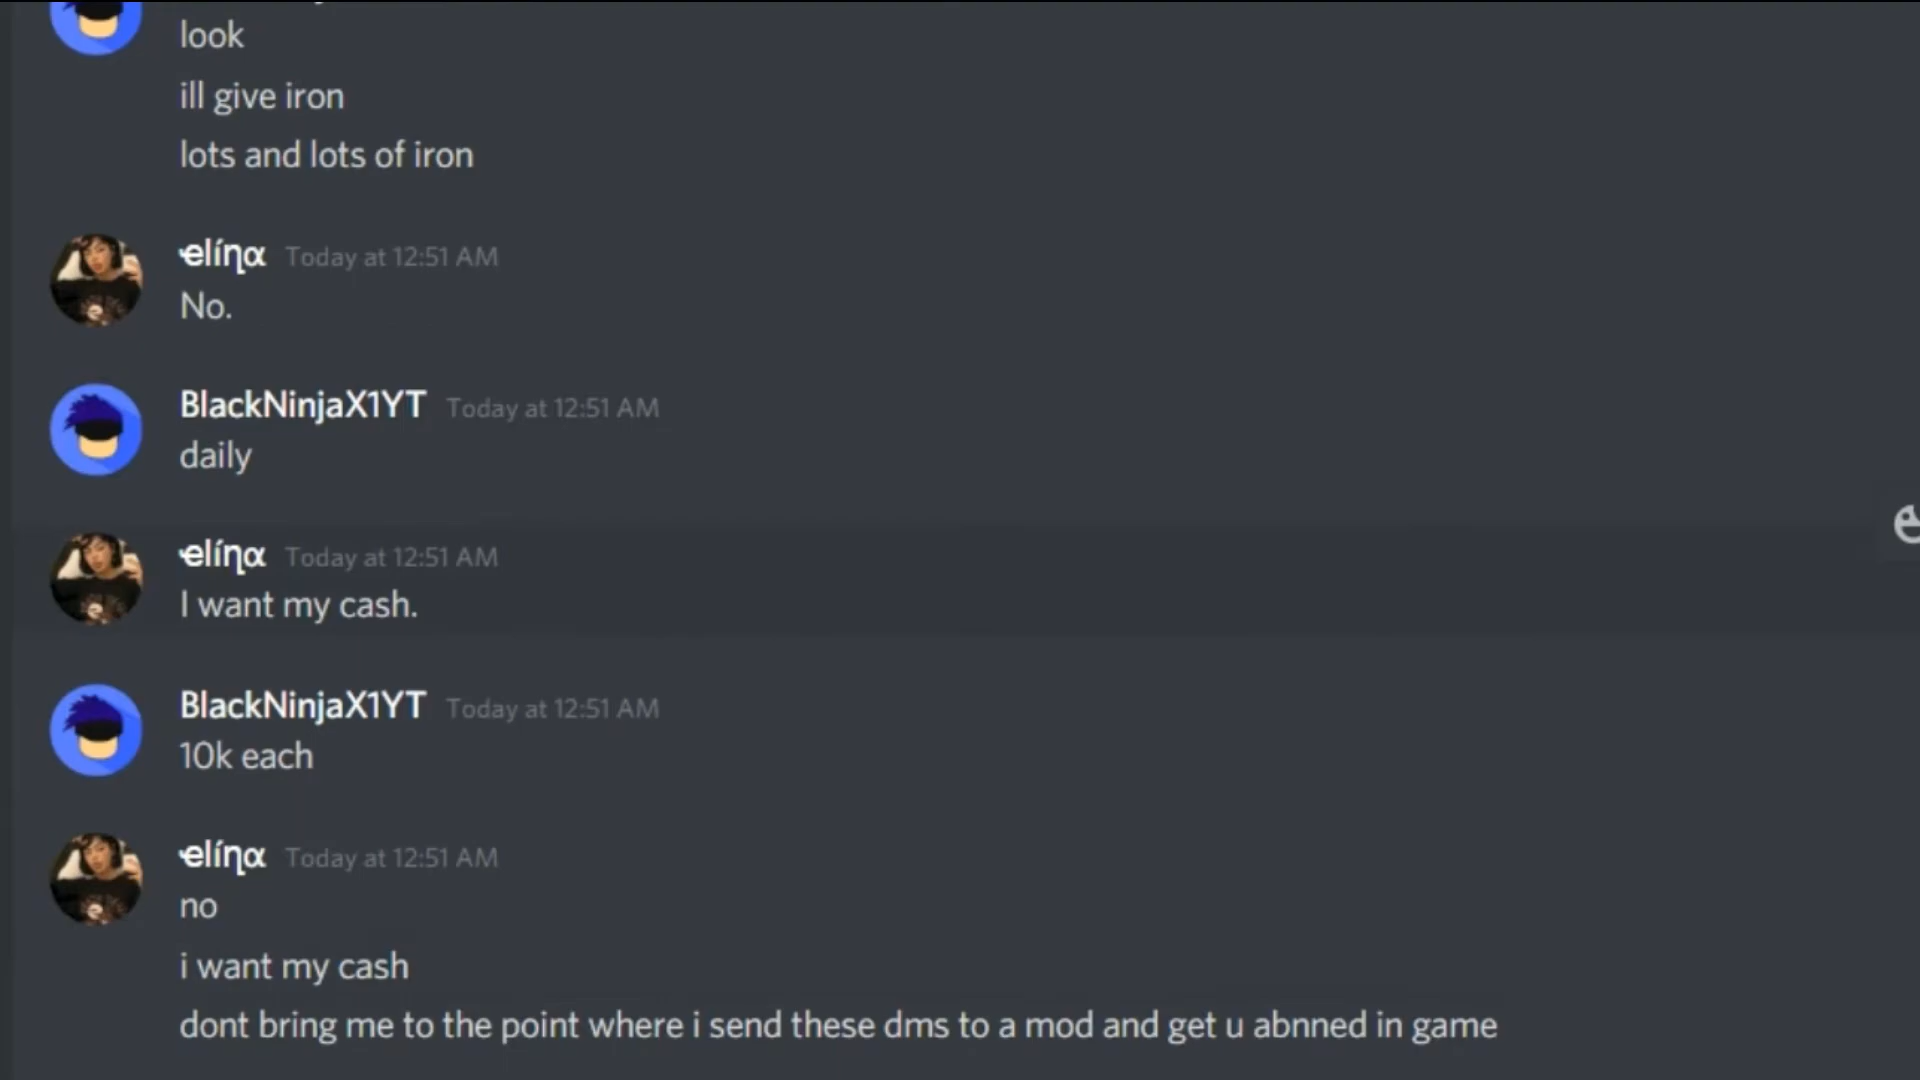 look
ill give iron
lots and lots of iron
elíηα Today at 12:51 AM
No.
BlackNinjaX1YT Today at 12:51 AM
daily
elíηα Today at 12:51 AM
I want my cash.
BlackNinjaX1YT Today at 12:51 AM
10k each
elíηα Today at 12:51 AM
no
i want my cash
dont bring me to the point where i send these dms to a mod and get u abnned in game